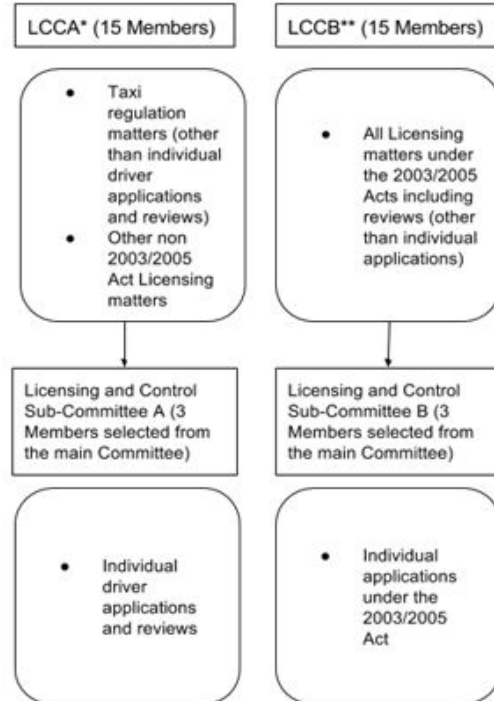 LCCA* (15 Members)
● Taxi
regulation
matters (other
than individual
driver
applications
and reviews)
● Other non
2003/2005
Act Licensing
matters
Licensing and Control
Sub-Committee A (3
Members selected from
the main Committee)
● Individual
driver
applications
and reviews
LCCB** (15 Members)
● All Licensing
matters under
the 2003/2005
Acts including
reviews (other
than individual
applications)
Licensing and Control
Sub-Committee B (3
Members selected from
the main Committee)
● Individual
applications
under the
2003/2005
Act